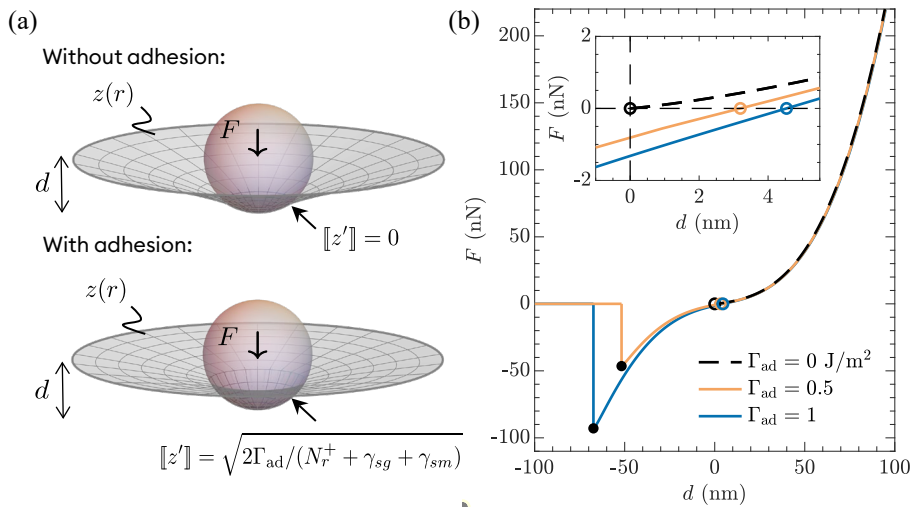 (a)
Without adhesion:
z(r)
F
d
⟦z′⟧ = 0
With adhesion:
z(r)
F
d
⟦z′⟧ = √(2Γ_ad/(N_r^+ + γ_sg + γ_sm))
(b)
F (nN)
200
150
100
50
0
-50
-100
-100
-50
0
50
100
d (nm)
2
0
-2
F (nN)
0
2
4
d (nm)
Γ_ad = 0 J/m²
Γ_ad = 0.5
Γ_ad = 1